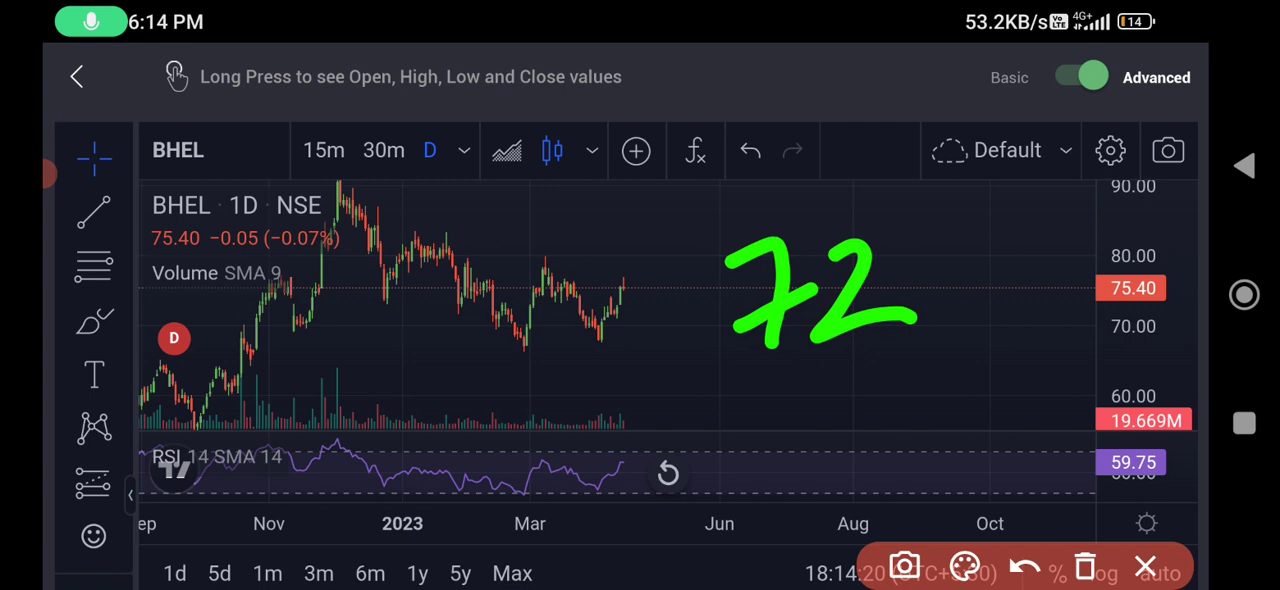 6:14 PM 53.2KB/s Vo LTE 4G+ 14
Long Press to see Open, High, Low and Close values Basic Advanced
BHEL 15m 30m D Default
BHEL · 1D · NSE
75.40 −0.05 (−0.07%)
Volume SMA 9
D
72
90.00
80.00
75.40
70.00
60.00
19.669M
RSI 14 SMA 14
59.75
Nov 2023 Mar Jun Aug Oct
1d 5d 1m 3m 6m 1y 5y Max 18:14:20 % log auto